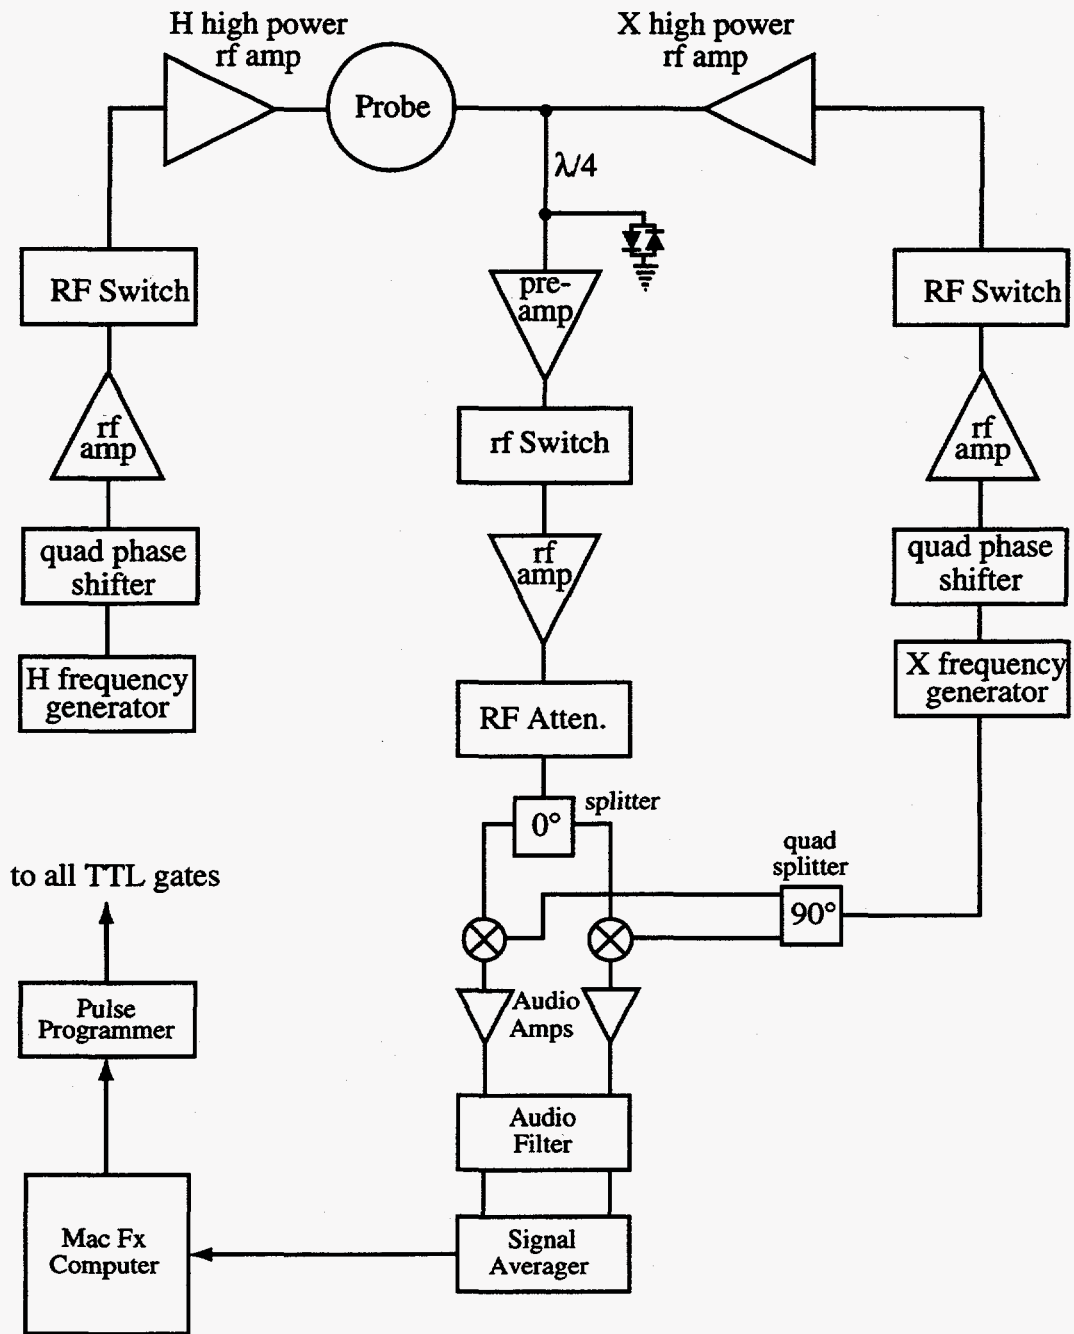 H high power
rf amp
X high power
rf amp
Probe
λ/4
RF Switch
pre-
amp
RF Switch
rf
amp
rf Switch
rf
amp
quad phase
shifter
rf
amp
quad phase
shifter
H frequency
generator
X frequency
generator
RF Atten.
0°
splitter
quad
splitter
90°
to all TTL gates
Pulse
Programmer
Audio
Amps
Audio
Filter
Mac Fx
Computer
Signal
Averager